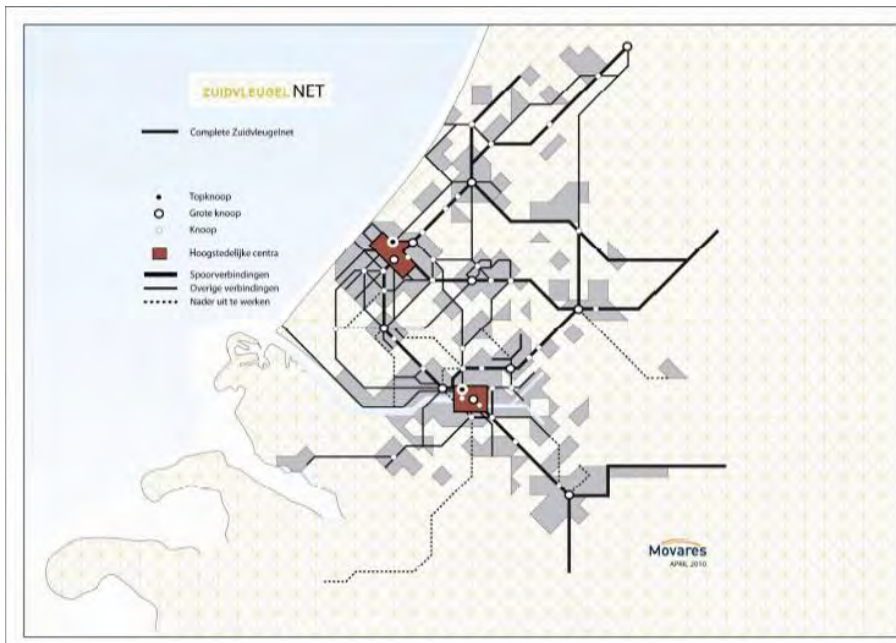 ZUIDVLEUGEL NET
Complete Zuidvleugelnet
Topknoop
Grote knoop
Knoop
Hoogstedelijke centra
Spoorverbindingen
Overige verbindingen
Nader uit te werken
Movares
APRIL 2010